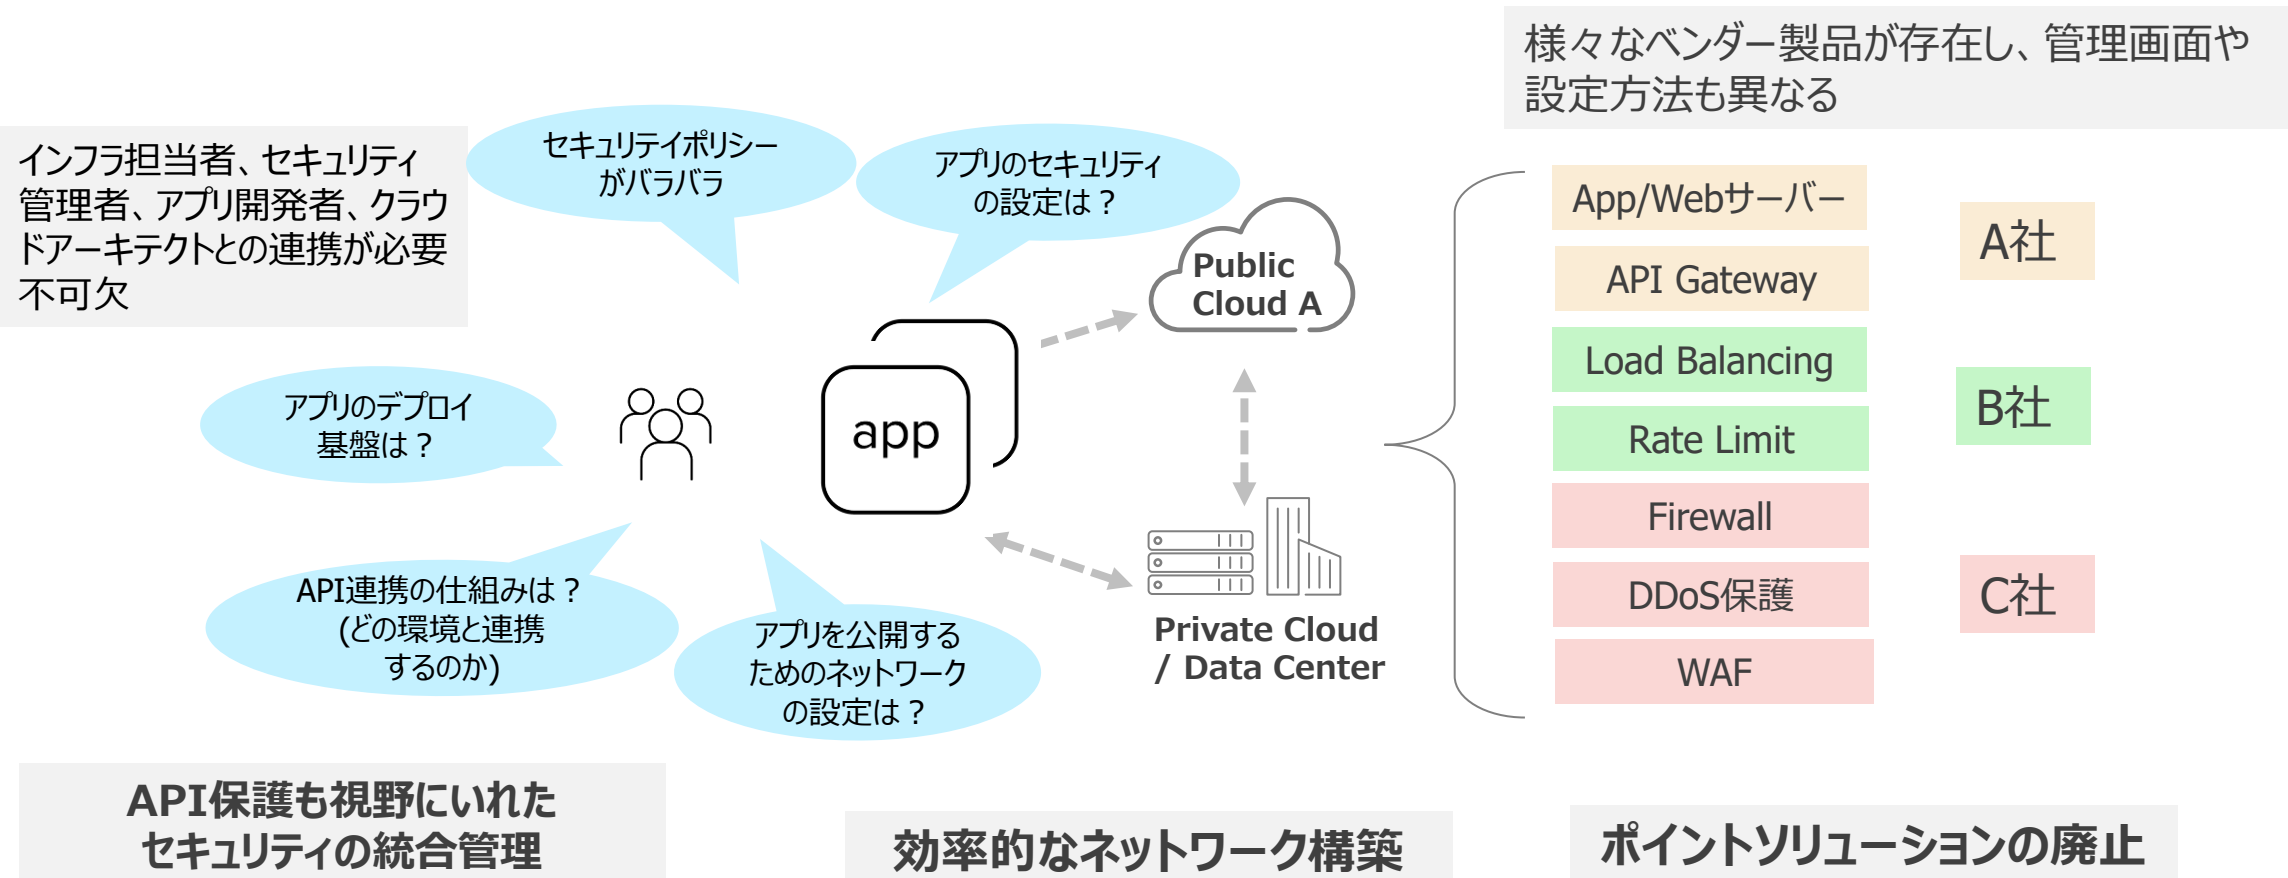 様々なベンダー製品が存在し、管理画面や
設定方法も異なる
インフラ担当者、セキュリティ
管理者、アプリ開発者、クラウ
ドアーキテクトとの連携が必要
不可欠
セキュリテイポリシー
がバラバラ
アプリのセキュリティ
の設定は？
Public
Cloud A
アプリのデプロイ
基盤は？
app
API連携の仕組みは？
(どの環境と連携
するのか)
アプリを公開する
ためのネットワーク
の設定は？
Private Cloud
/ Data Center
App/Webサーバー
API Gateway
Load Balancing
Rate Limit
Firewall
DDoS保護
WAF
A社
B社
C社
API保護も視野にいれた
セキュリティの統合管理
効率的なネットワーク構築
ポイントソリューションの廃止